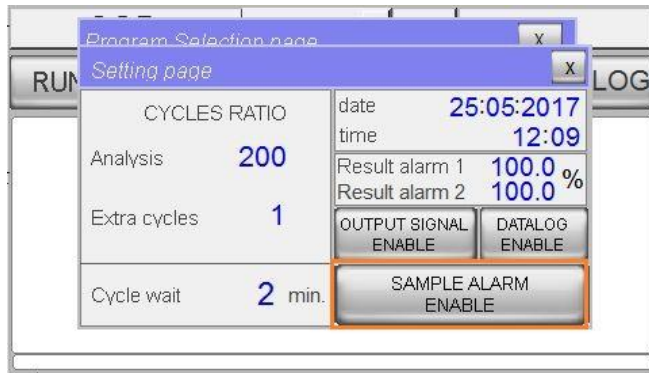 Program Selection page X
RUN
LOG
Setting page X
CYCLES RATIO
Analysis 200
Extra cycles 1
Cycle wait 2 min.
date 25:05:2017
time 12:09
Result alarm 1 100.0 %
Result alarm 2 100.0
OUTPUT SIGNAL
ENABLE
DATALOG
ENABLE
SAMPLE ALARM
ENABLE